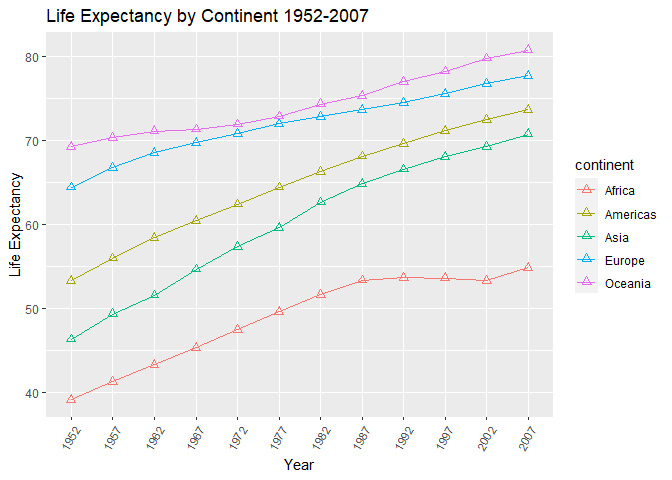 Life Expectancy by Continent 1952-2007
80
70
60
50
40
Life Expectancy
1952 1957 1962 1967 1972 1977 1982 1987 1992 1997 2002 2007
Year
continent
Africa
Americas
Asia
Europe
Oceania